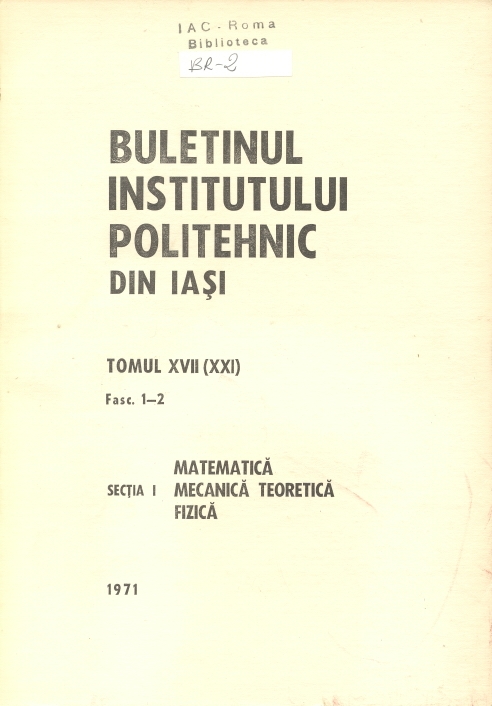 IAC - Roma
Biblioteca
BR-2
BULETINUL
INSTITUTULUI
POLITEHNIC
DIN IAŞI
TOMUL XVII (XXI)
Fasc. 1–2
MATEMATICĂ
SECŢIA I MECANICĂ TEORETICĂ
FIZICĂ
1971